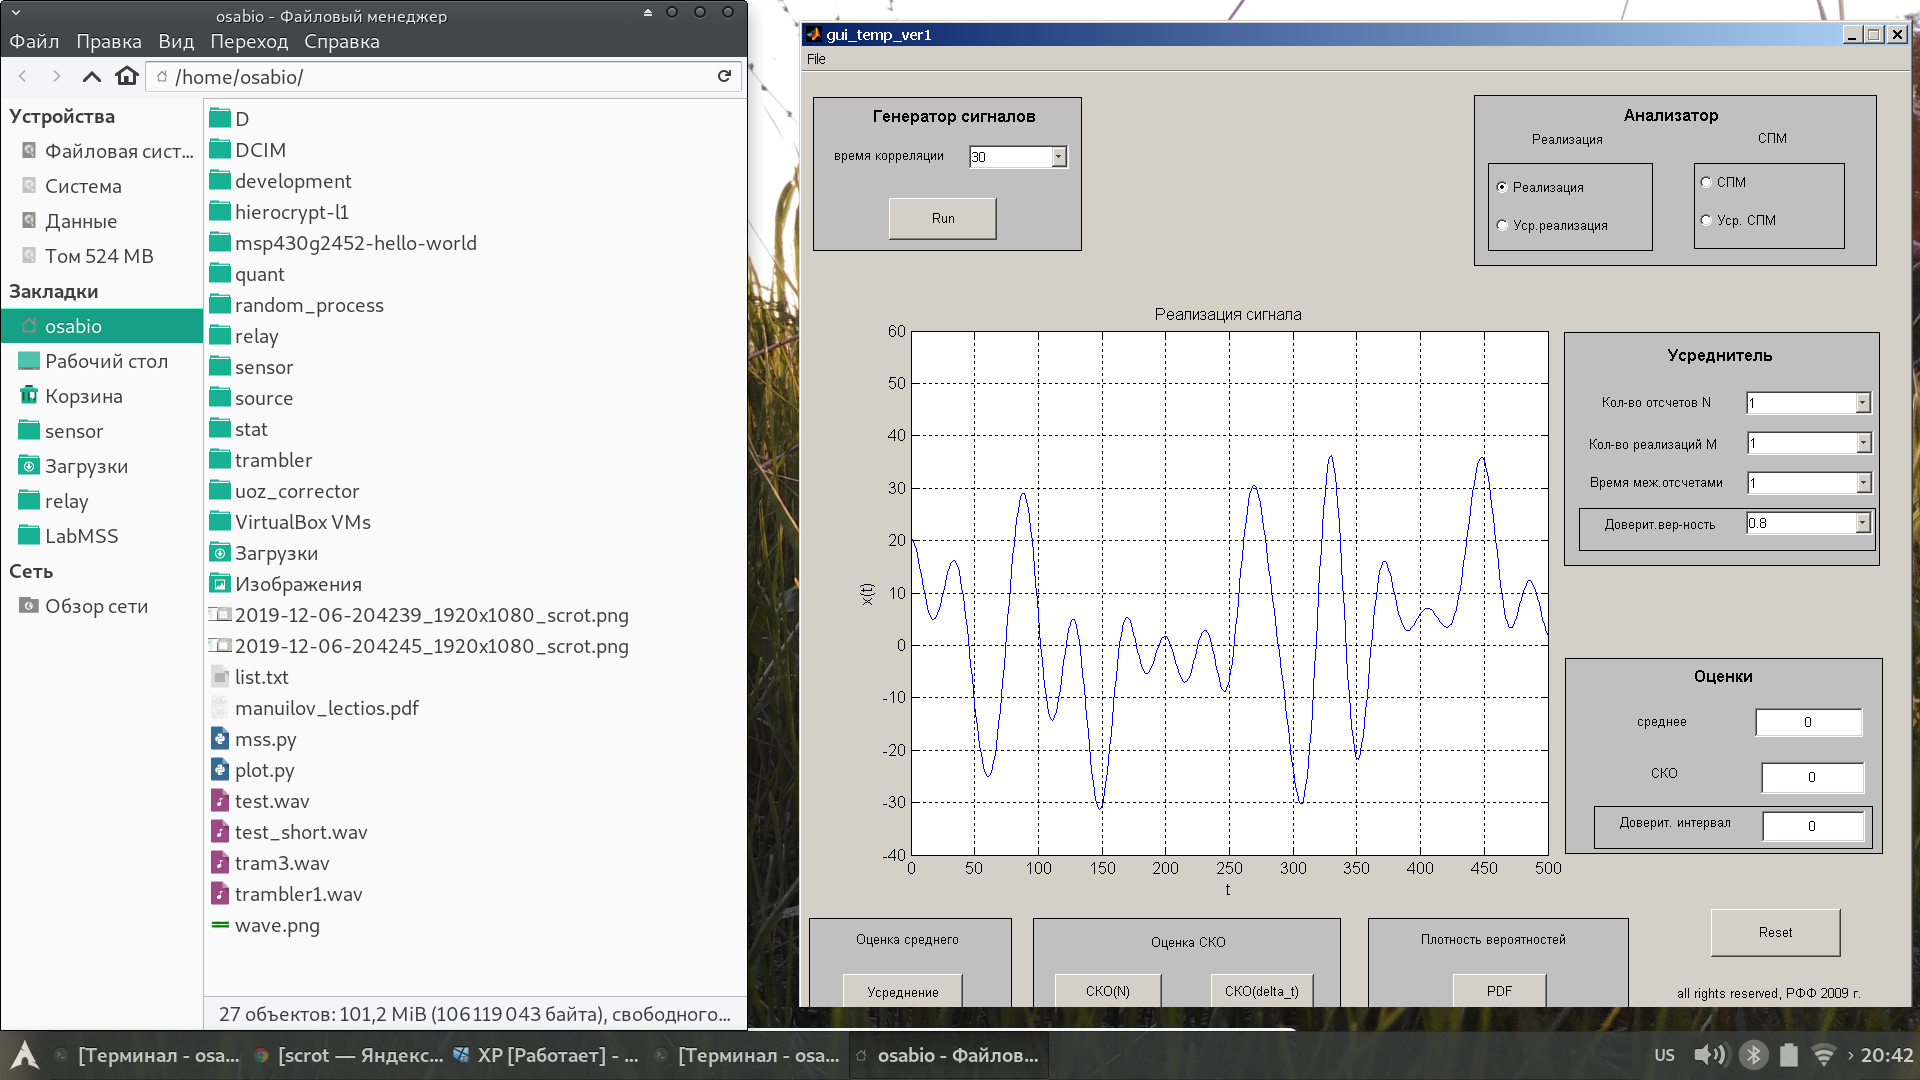 osabio - Файловый менеджер
Файл Правка Вид Переход Справка
/home/osabio/
Устройства
Файловая сист...
Система
Данные
Том 524 MB
Закладки
osabio
Рабочий стол
Корзина
sensor
Загрузки
relay
LabMSS
Сеть
Обзор сети
D
DCIM
development
hierocrypt-l1
msp430g2452-hello-world
quant
random_process
relay
sensor
source
stat
trambler
uoz_corrector
VirtualBox VMs
Загрузки
Изображения
2019-12-06-204239_1920x1080_scrot.png
2019-12-06-204245_1920x1080_scrot.png
list.txt
manuilov_lectios.pdf
mss.py
plot.py
test.wav
test_short.wav
tram3.wav
trambler1.wav
wave.png
27 объектов: 101,2 MiB (106 119 043 байта), свободного...
gui_temp_ver1
File
Генератор сигналов
время корреляции 30
Run
Анализатор
Реализация СПМ
Реализация
Уср.реализация
СПМ
Уср. СПМ
Реализация сигнала
60
50
40
30
20
10
0
-10
-20
-30
-40
x(t)
0 50 100 150 200 250 300 350 400 450 500
t
Усреднитель
Кол-во отсчетов N 1
Кол-во реализаций M 1
Время меж.отсчетами 1
Доверит.вер-ность 0.8
Оценки
среднее 0
СКО 0
Доверит. интервал 0
Оценка среднего
Усреднение
Оценка СКО
СКО(N) СКО(delta_t)
Плотность вероятностей
PDF
Reset
all rights reserved, РФФ 2009 г.
[Терминал - osa... [scrot — Яндекс... XP [Работает] - ... [Терминал - osa... osabio - Файлов... US 20:42